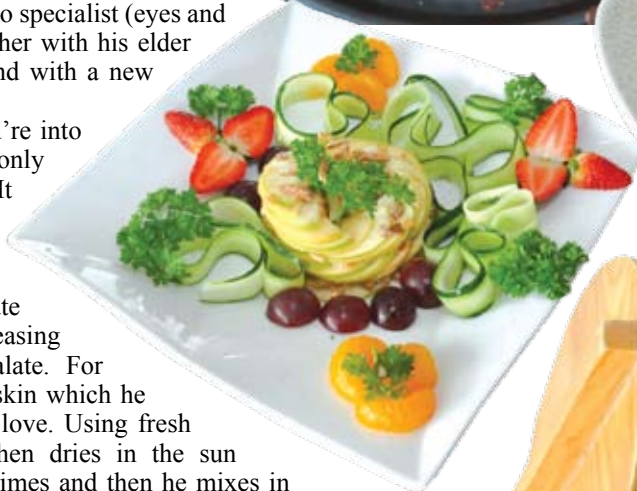 o specialist (eyes and
her with his elder
nd with a new
're into
only
It
te
easing
alate. For
skin which he
love. Using fresh
hen dries in the sun
imes and then he mixes in